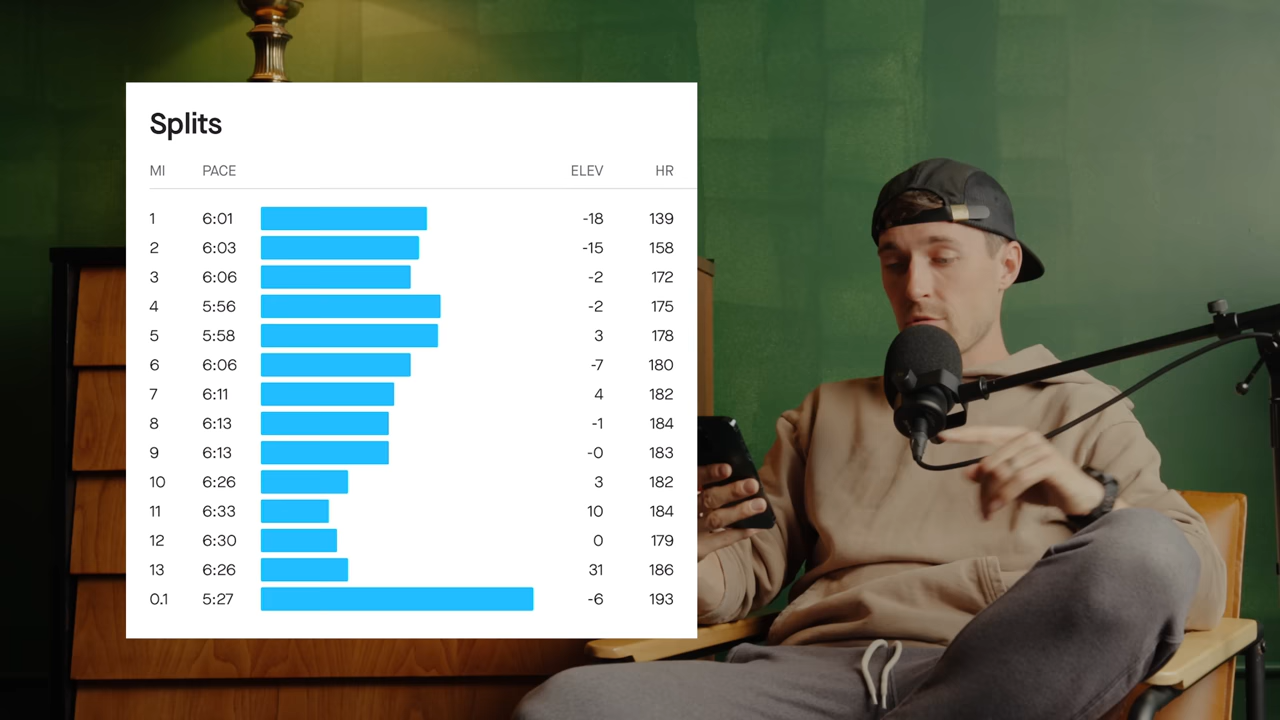 Splits
MI PACE ELEV HR
1 6:01 -18 139
2 6:03 -15 158
3 6:06 -2 172
4 5:56 -2 175
5 5:58 3 178
6 6:06 -7 180
7 6:11 4 182
8 6:13 -1 184
9 6:13 -0 183
10 6:26 3 182
11 6:33 10 184
12 6:30 0 179
13 6:26 31 186
0.1 5:27 -6 193